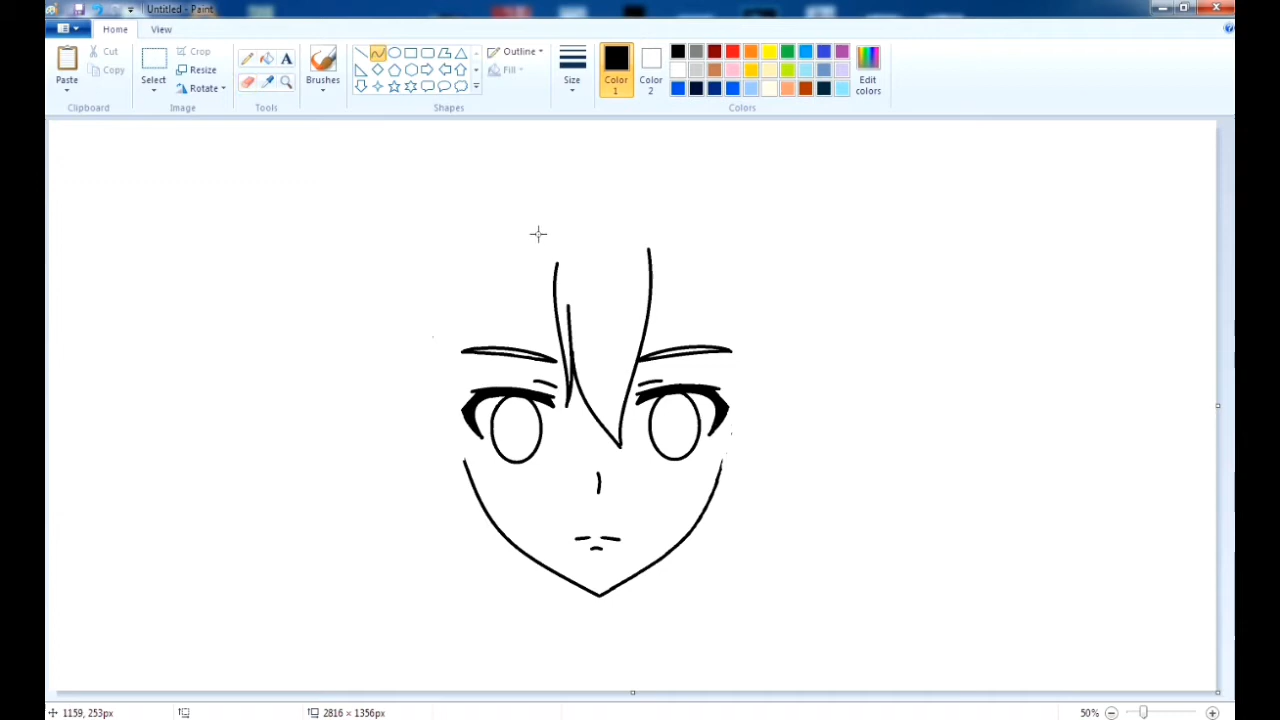 Untitled - Paint
Home View
Paste
Cut
Copy
Clipboard
Select
Crop
Resize
Rotate
Image
A
Tools
Brushes
Shapes
Outline
Fill
Size
Color 1
Color 2
Edit colors
Colors
1159, 253px
2816 × 1356px
50%